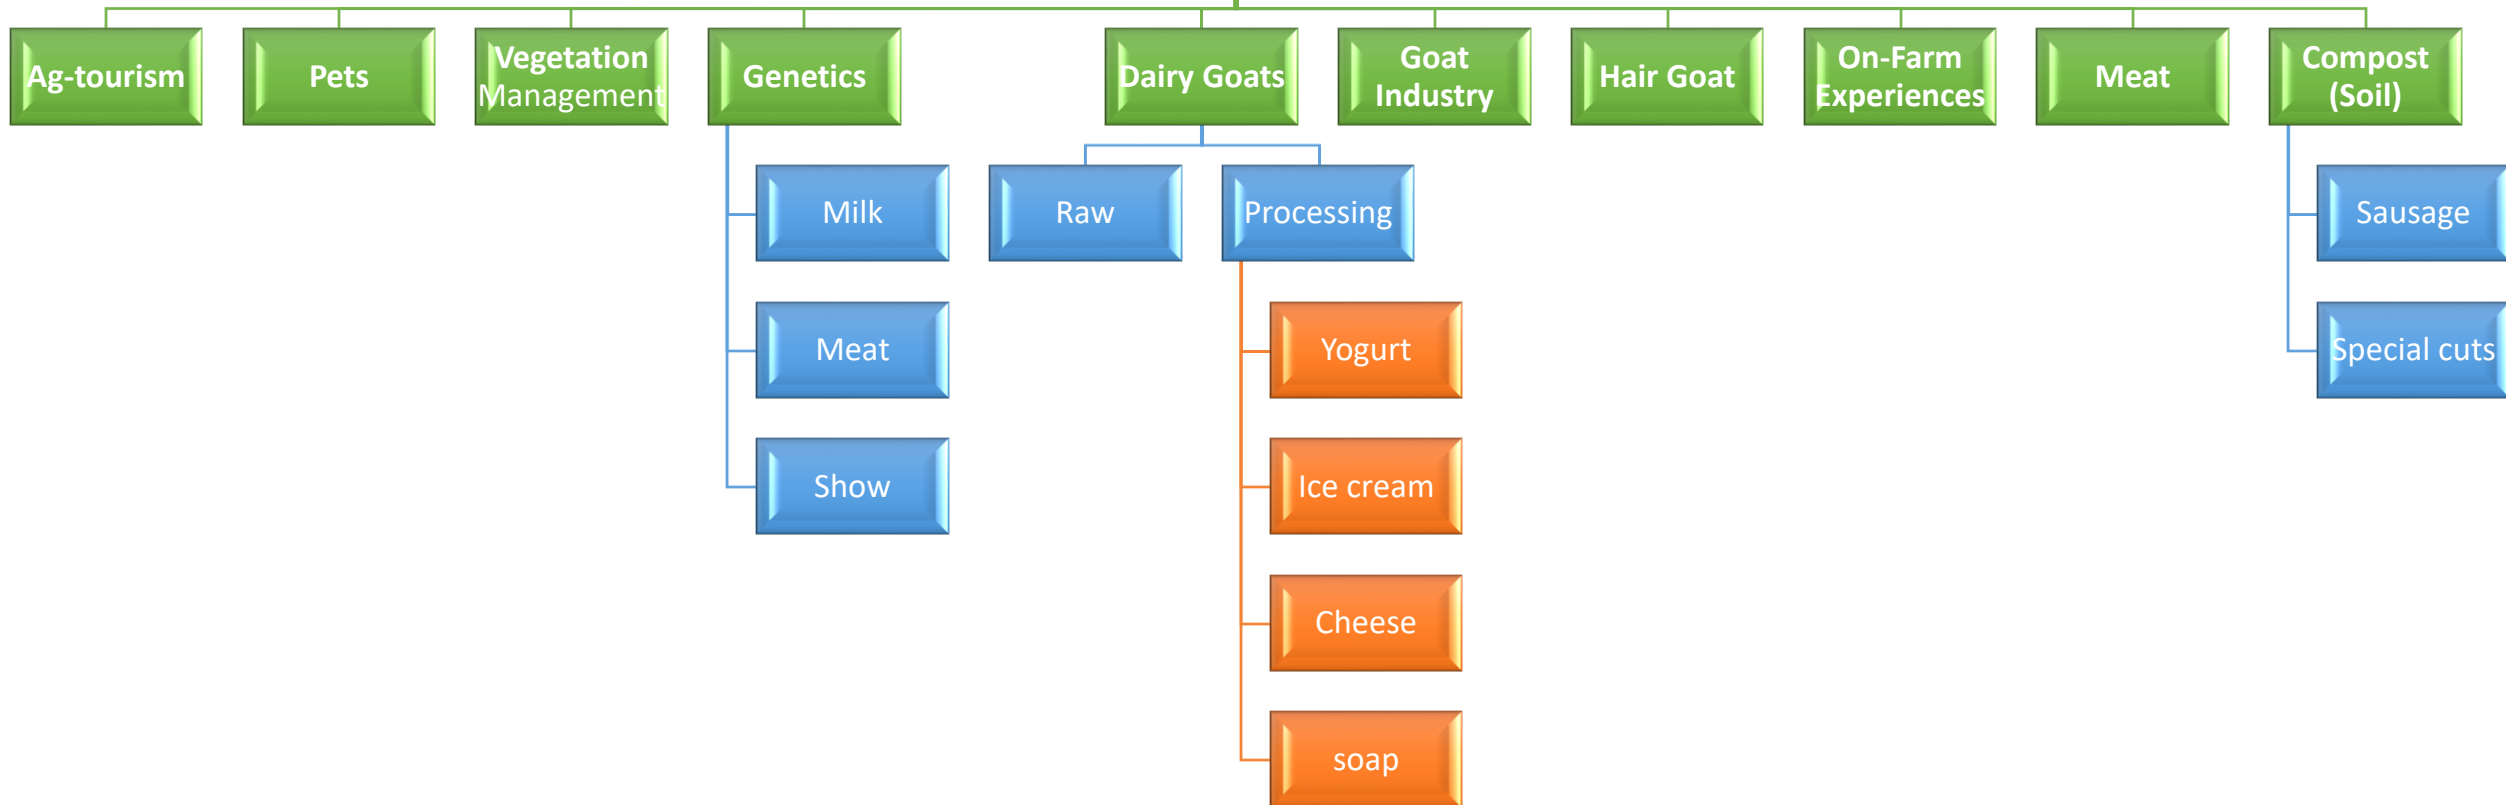 Ag-tourism
Pets
Vegetation
Management
Genetics
Dairy Goats
Goat
Industry
Hair Goat
On-Farm
Experiences
Meat
Compost
(Soil)
Milk
Raw
Processing
Sausage
Meat
Yogurt
Special cuts
Show
Ice cream
Cheese
soap